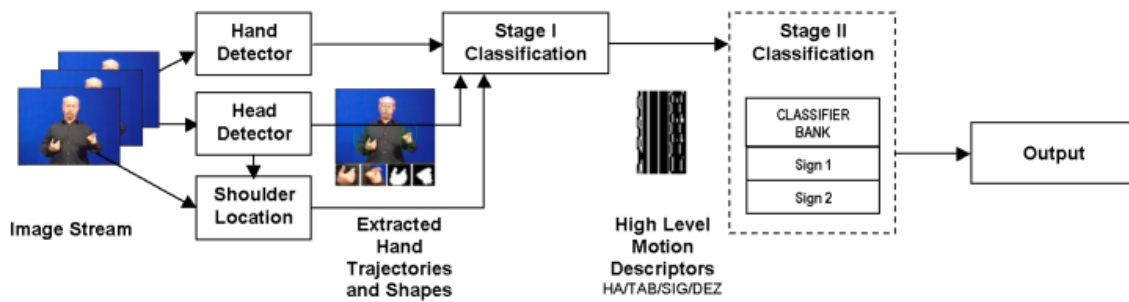 Hand
Detector
Head
Detector
Shoulder
Location
Image Stream
Extracted
Hand
Trajectories
and Shapes
Stage I
Classification
High Level
Motion
Descriptors
HA/TAB/SIG/DEZ
Stage II
Classification
CLASSIFIER
BANK
Sign 1
Sign 2
Output